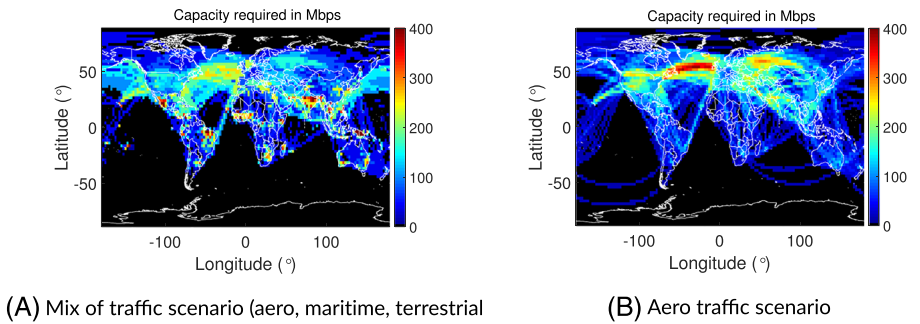 Capacity required in Mbps
400
300
200
100
0
50
0
-50
Latitude (°)
-100
0
100
Longitude (°)
(A) Mix of traffic scenario (aero, maritime, terrestrial
Capacity required in Mbps
400
300
200
100
0
50
0
-50
Latitude (°)
-100
0
100
Longitude (°)
(B) Aero traffic scenario